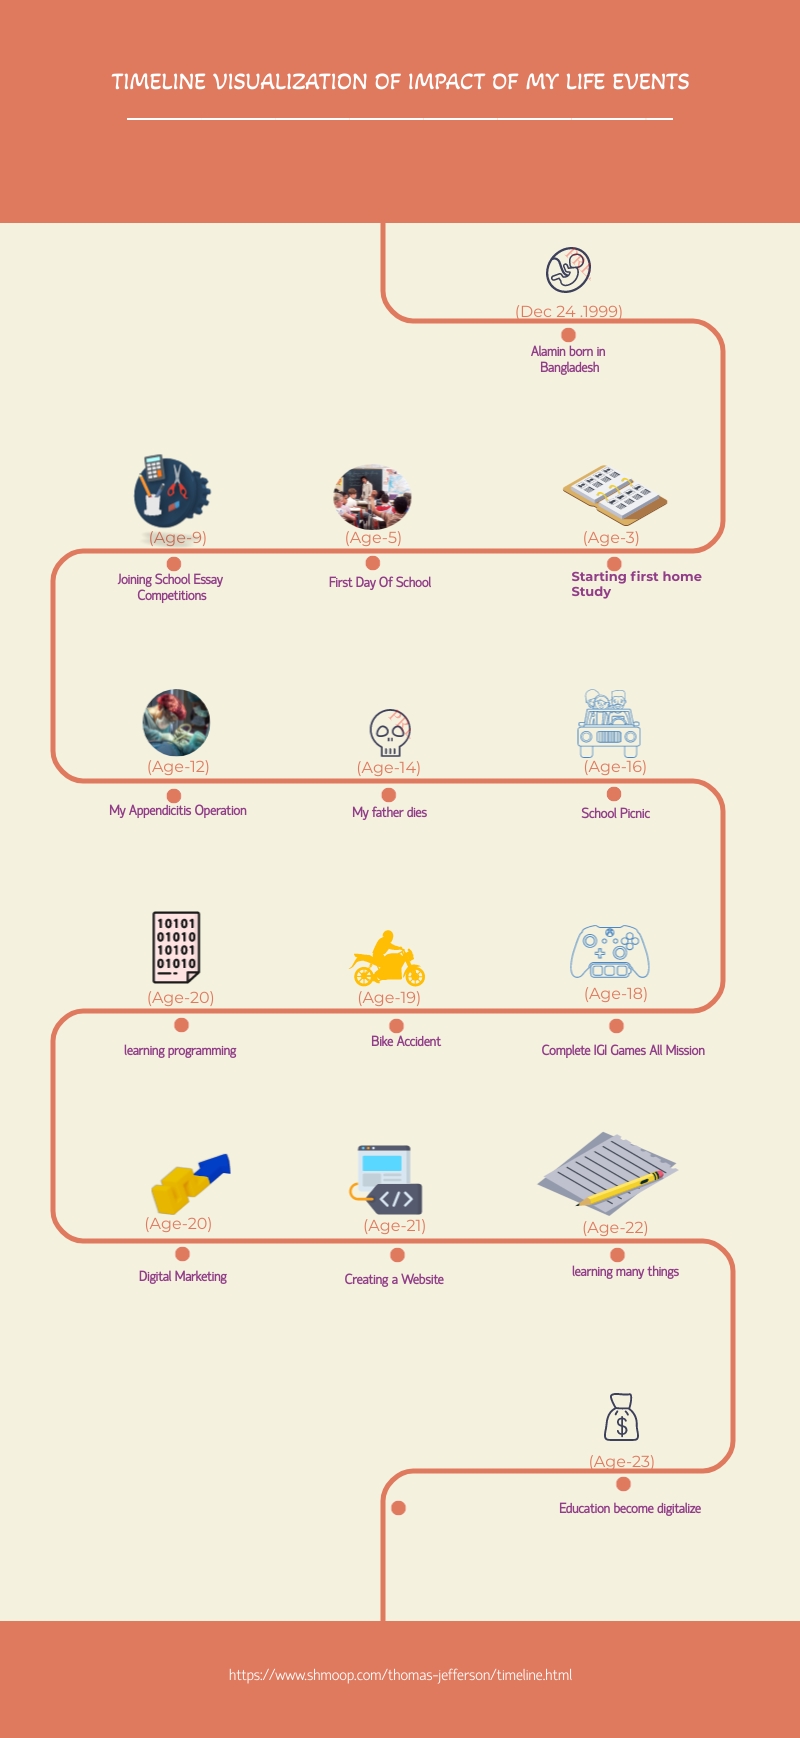 TIMELINE VISUALIZATION OF IMPACT OF MY LIFE EVENTS
(Dec 24 .1999)
Alamin born in
Bangladesh
(Age-9)
Joining School Essay
Competitions
(Age-5)
First Day Of School
(Age-3)
Starting first home
Study
(Age-12)
My Appendicitis Operation
(Age-14)
My father dies
(Age-16)
School Picnic
10101
01010
10101
01010
(Age-20)
learning programming
(Age-19)
Bike Accident
(Age-18)
Complete IGI Games All Mission
(Age-20)
Digital Marketing
</>
(Age-21)
Creating a Website
(Age-22)
learning many things
$
(Age-23)
Education become digitalize
https://www.shmoop.com/thomas-jefferson/timeline.html